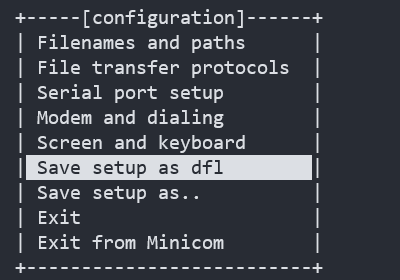 +-----[configuration]------+
| Filenames and paths      |
| File transfer protocols  |
| Serial port setup        |
| Modem and dialing        |
| Screen and keyboard      |
| Save setup as dfl        |
| Save setup as..          |
| Exit                     |
| Exit from Minicom        |
+--------------------------+